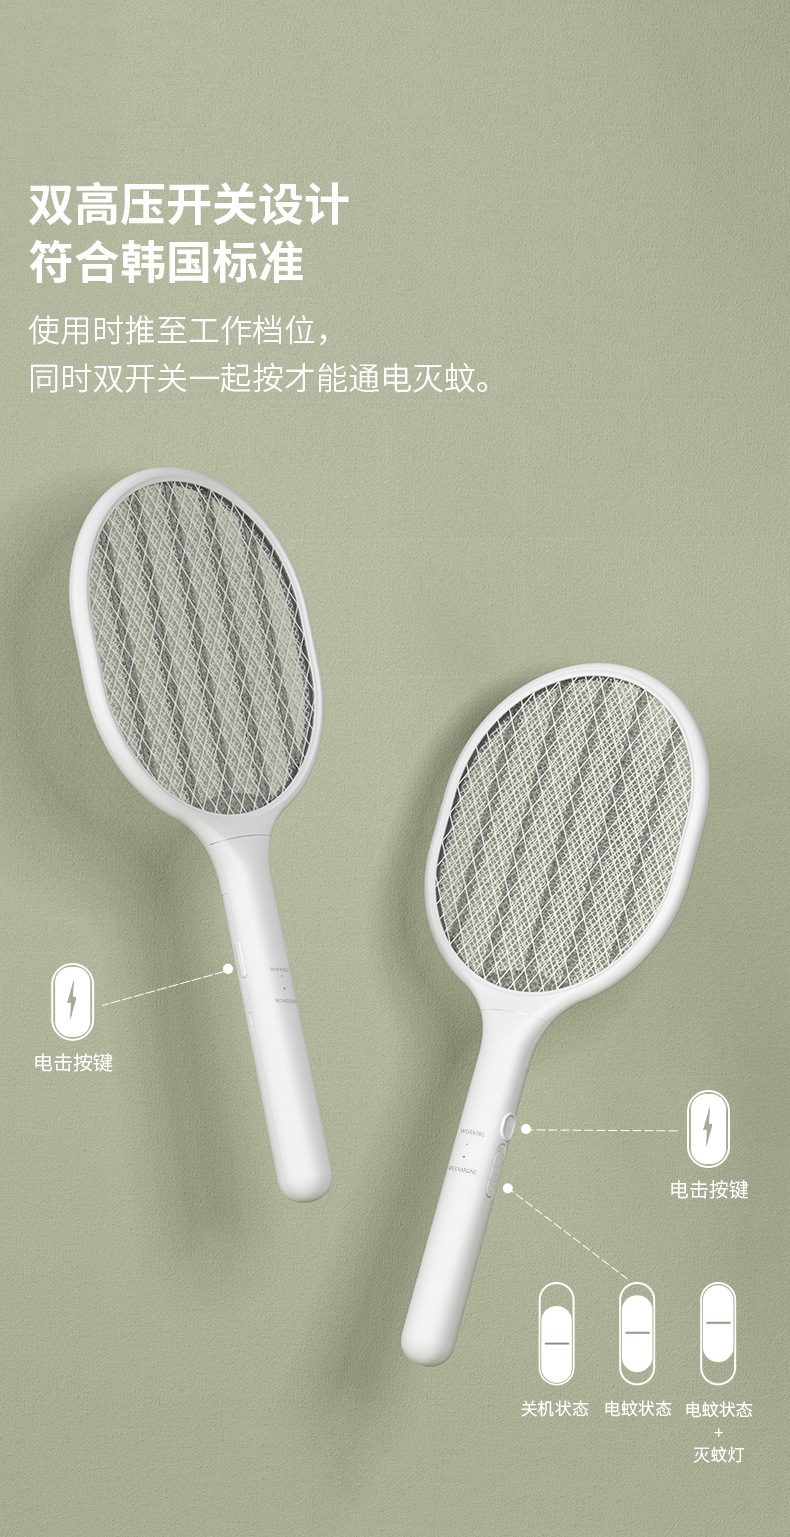 双高压开关设计
符合韩国标准
使用时推至工作档位，
同时双开关一起按才能通电灭蚊。
电击按键
WORKING
RECHARGING
电击按键
关机状态
电蚊状态
电蚊状态
+
灭蚊灯